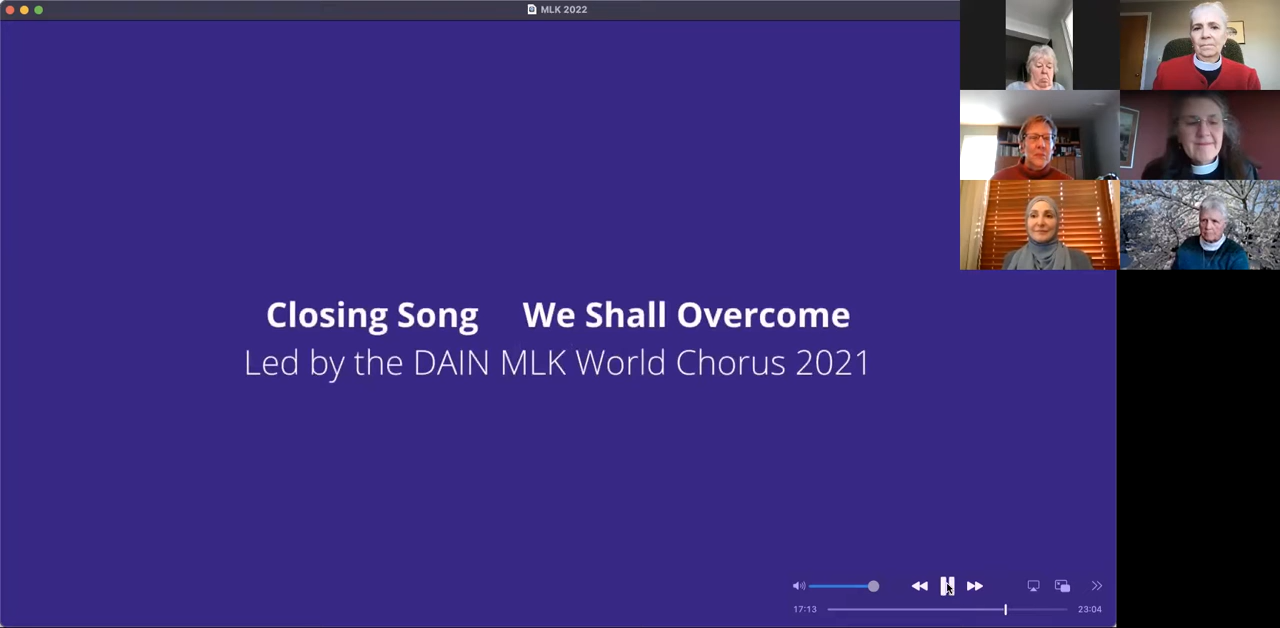 MLK 2022
Closing Song We Shall Overcome
Led by the DAIN MLK World Chorus 2021
17:13
23:04